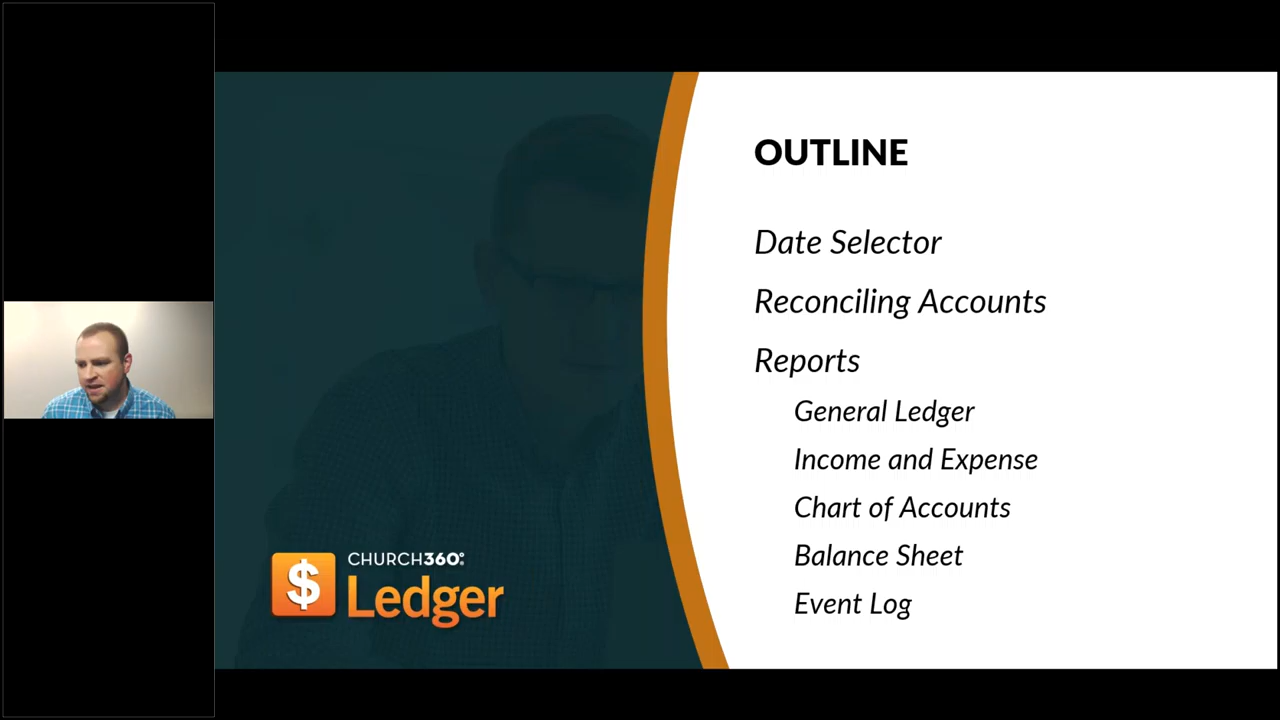 OUTLINE
Date Selector
Reconciling Accounts
Reports
General Ledger
Income and Expense
Chart of Accounts
Balance Sheet
Event Log
$
CHURCH360°
Ledger